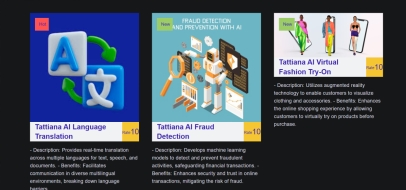 Hot
A
文
Tattiana AI Language
Translation
10
- Description: Provides real-time translation
across multiple languages for text, speech, and
documents. - Benefits: Facilitates
communication in diverse multilingual
environments, breaking down language
barriers.
New
FRAUD DETECTION
AND PREVENTION WITH AI
Tattiana AI Fraud
Detection
10
- Description: Develops machine learning
models to detect and prevent fraudulent
activities, safeguarding financial transactions. -
Benefits: Enhances security and trust in online
transactions, mitigating the risk of fraud.
New
Tattiana AI Virtual
Fashion Try-On
10
- Description: Utilizes augmented reality
technology to enable customers to visualize
clothing and accessories. - Benefits: Enhances
the online shopping experience by allowing
customers to virtually try on products before
purchase.